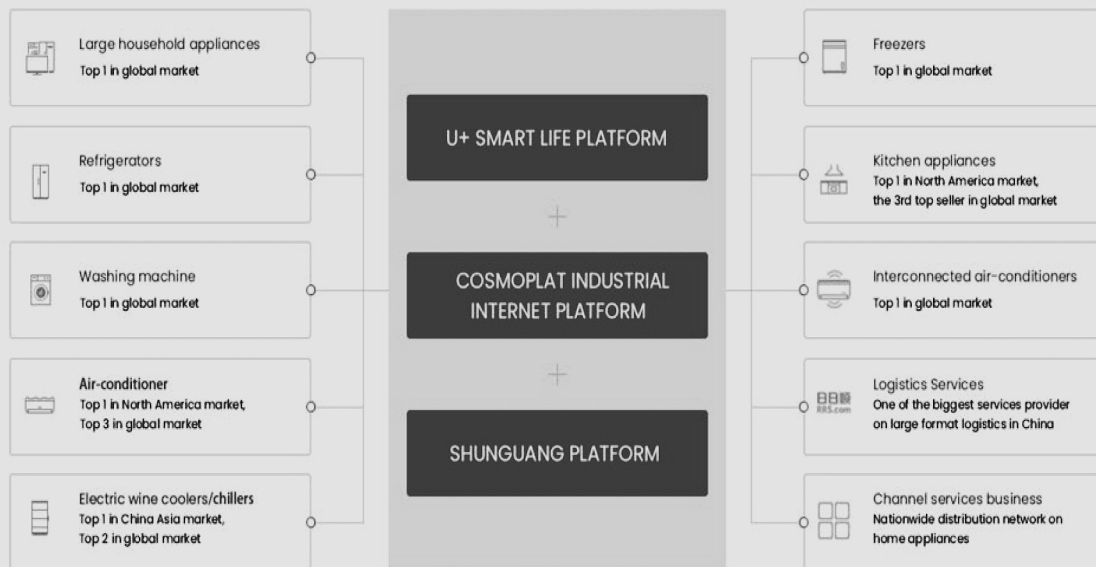 Large household appliances
Top 1 in global market
Refrigerators
Top 1 in global market
Washing machine
Top 1 in global market
Air-conditioner
Top 1 in North America market,
Top 3 in global market
Electric wine coolers/chillers
Top 1 in China Asia market,
Top 2 in global market
U+ SMART LIFE PLATFORM
+
COSMOPLAT INDUSTRIAL
INTERNET PLATFORM
+
SHUNGUANG PLATFORM
Freezers
Top 1 in global market
Kitchen appliances
Top 1 in North America market,
the 3rd top seller in global market
Interconnected air-conditioners
Top 1 in global market
日日顺
RRS.com
Logistics Services
One of the biggest services provider
on large format logistics in China
Channel services business
Nationwide distribution network on
home appliances